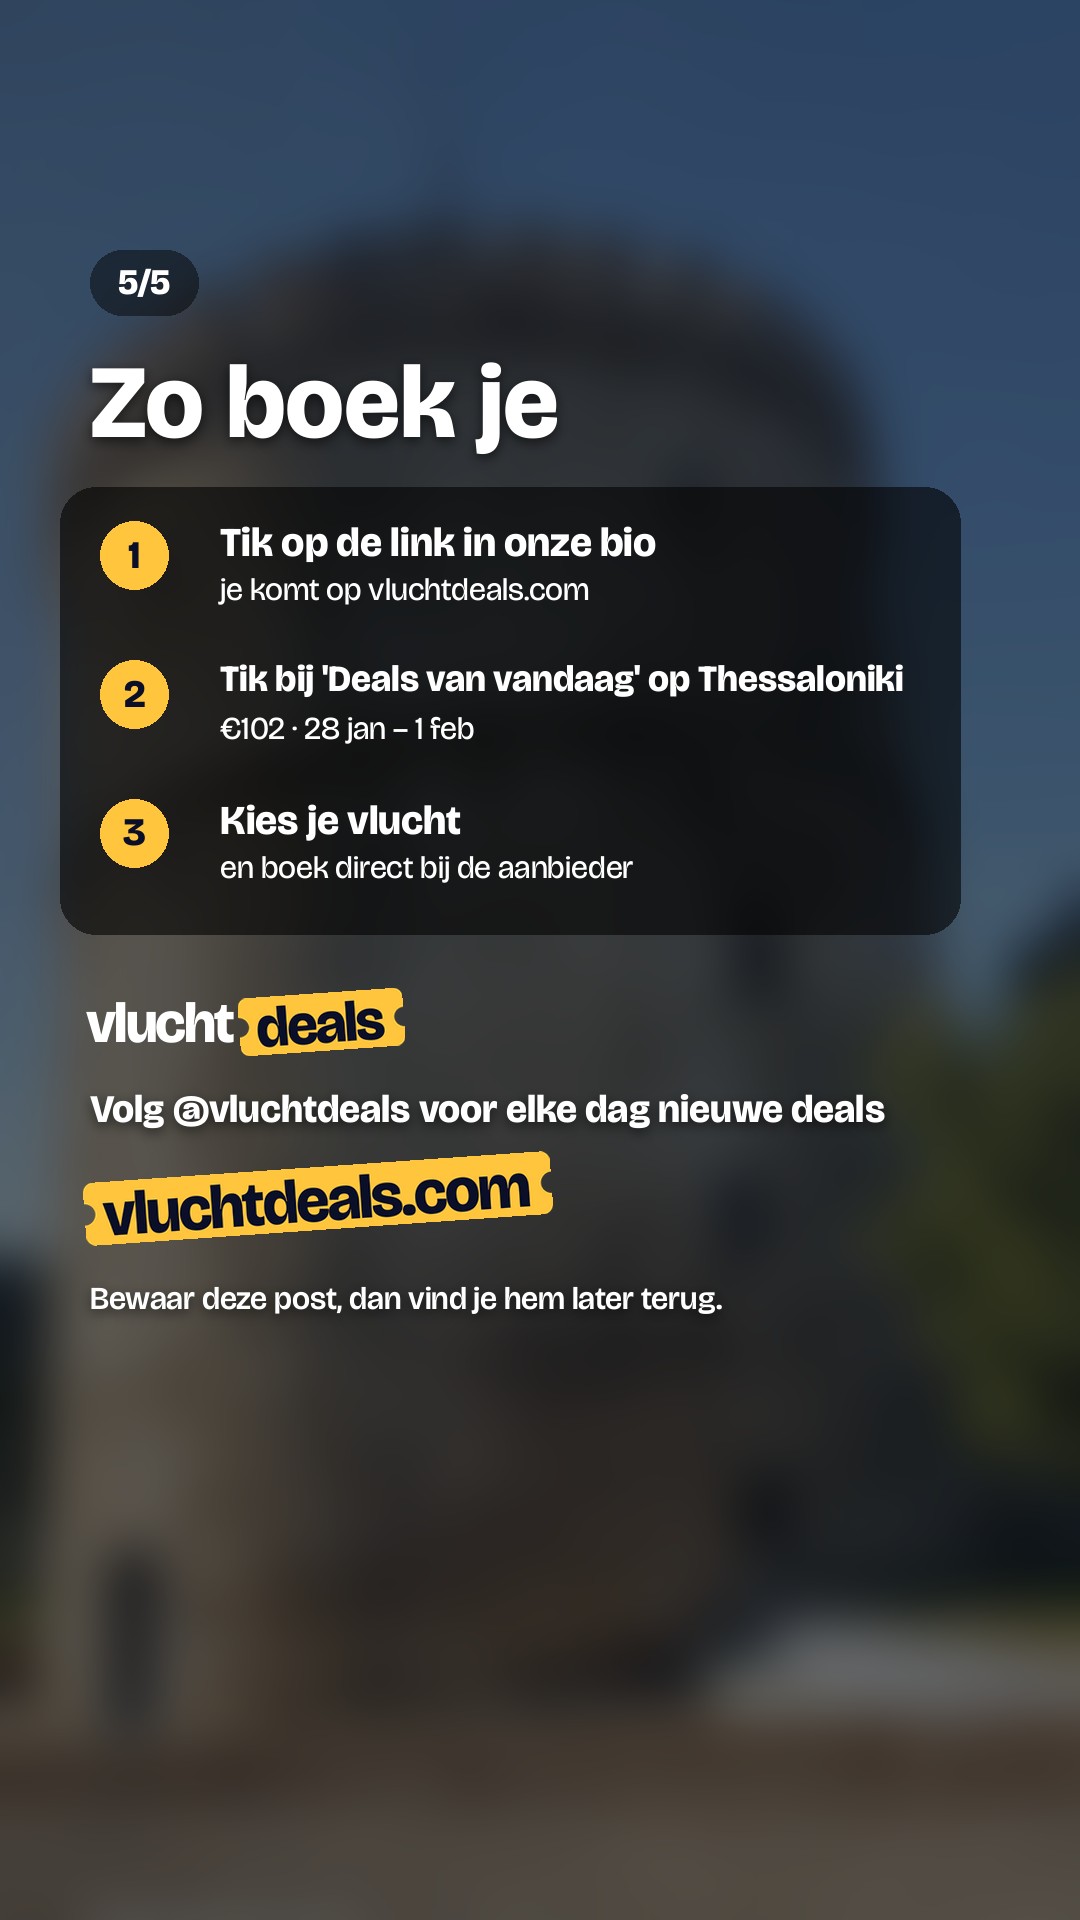 5/5
Zo boek je
1
Tik op de link in onze bio
je komt op vluchtdeals.com
2
Tik bij 'Deals van vandaag' op Thessaloniki
€102 · 28 jan – 1 feb
3
Kies je vlucht
en boek direct bij de aanbieder
vlucht deals
Volg @vluchtdeals voor elke dag nieuwe deals
vluchtdeals.com
Bewaar deze post, dan vind je hem later terug.